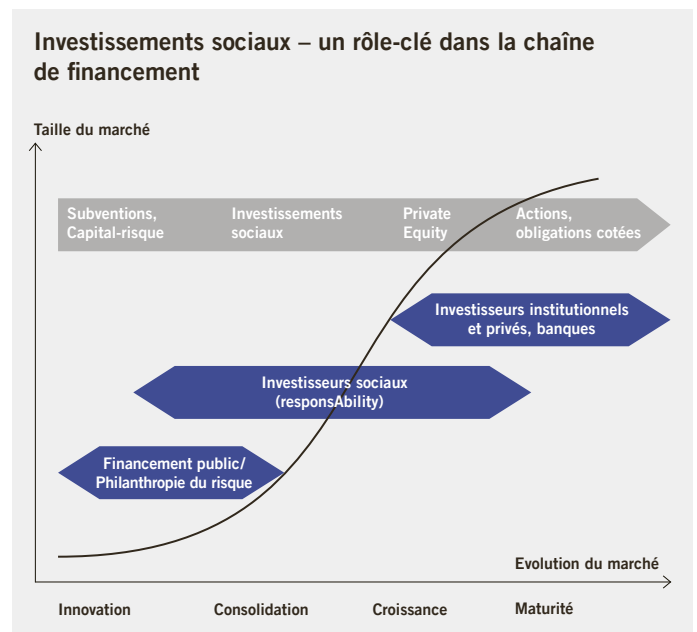 Investissements sociaux – un rôle-clé dans la chaîne
de financement
Taille du marché
Subventions,
Capital-risque
Investissements
sociaux
Private
Equity
Actions,
obligations cotées
Investisseurs institutionnels
et privés, banques
Investisseurs sociaux
(responsAbility)
Financement public/
Philanthropie du risque
Evolution du marché
Innovation
Consolidation
Croissance
Maturité